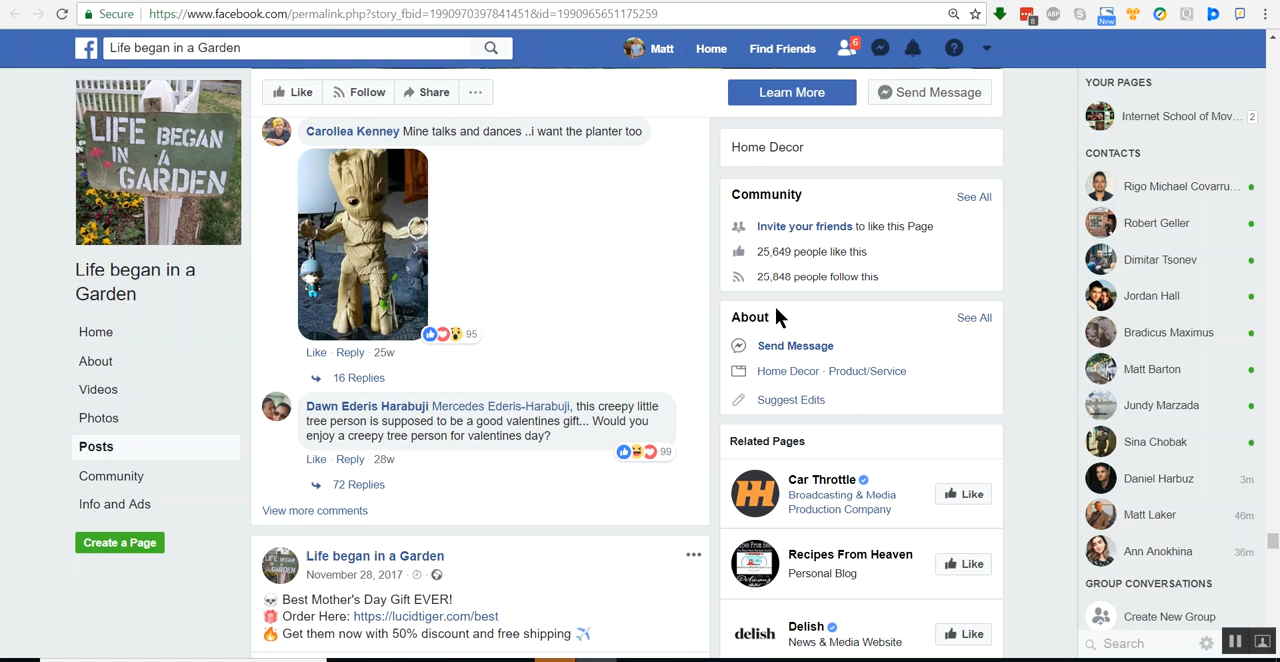 Secure
https://www.facebook.com/permalink.php?story_fbid=1990970397841451&id=1990965651175259
8
ABP
New
Life began in a Garden
Matt
Home
Find Friends
6
LIFE BEGAN
IN A
GARDEN
Life began in a
Garden
Home
About
Videos
Photos
Posts
Community
Info and Ads
Create a Page
Like
Follow
Share
Learn More
Send Message
Carollea Kenney Mine talks and dances ..i want the planter too
95
Like · Reply · 25w
16 Replies
Dawn Ederis Harabuji Mercedes Ederis-Harabuji, this creepy little
tree person is supposed to be a good valentines gift... Would you
enjoy a creepy tree person for valentines day?
99
Like · Reply · 28w
72 Replies
View more comments
Life began in a Garden
November 28, 2017 ·
Best Mother's Day Gift EVER!
Order Here: https://lucidtiger.com/best
Get them now with 50% discount and free shipping
Home Decor
Community
See All
Invite your friends to like this Page
25,649 people like this
25,848 people follow this
About
See All
Send Message
Home Decor · Product/Service
Suggest Edits
Related Pages
Car Throttle
Broadcasting & Media
Production Company
Like
Recipes From Heaven
Personal Blog
Like
delish
Delish
News & Media Website
Like
YOUR PAGES
Internet School of Mov... 2
CONTACTS
Rigo Michael Covarru...
Robert Geller
Dimitar Tsonev
Jordan Hall
Bradicus Maximus
Matt Barton
Jundy Marzada
Sina Chobak
Daniel Harbuz 3m
Matt Laker 46m
Ann Anokhina 36m
GROUP CONVERSATIONS
Create New Group
Search